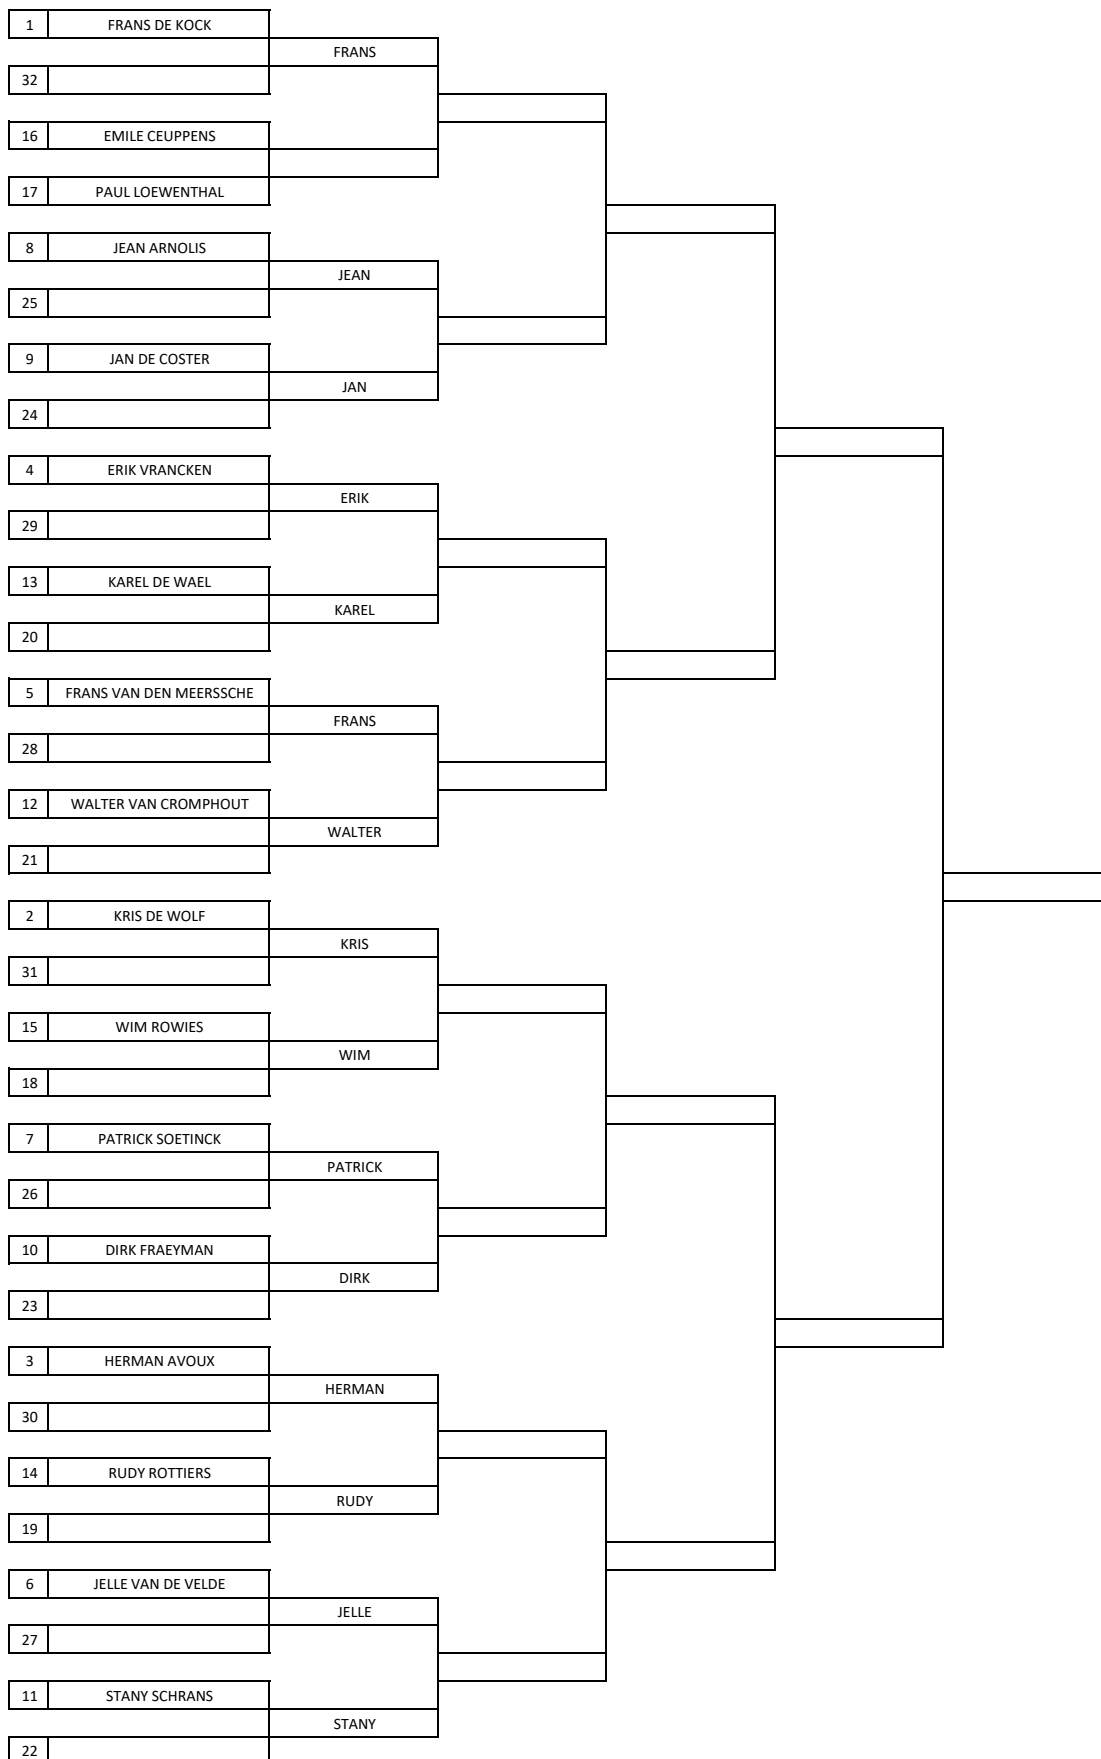 1 FRANS DE KOCK
FRANS
32
16 EMILE CEUPPENS
17 PAUL LOEWENTHAL
8 JEAN ARNOLIS
JEAN
25
9 JAN DE COSTER
JAN
24
4 ERIK VRANCKEN
ERIK
29
13 KAREL DE WAEL
KAREL
20
5 FRANS VAN DEN MEERSSCHE
FRANS
28
12 WALTER VAN CROMPHOUT
WALTER
21
2 KRIS DE WOLF
KRIS
31
15 WIM ROWIES
WIM
18
7 PATRICK SOETINCK
PATRICK
26
10 DIRK FRAEYMAN
DIRK
23
3 HERMAN AVOUX
HERMAN
30
14 RUDY ROTTIERS
RUDY
19
6 JELLE VAN DE VELDE
JELLE
27
11 STANY SCHRANS
STANY
22